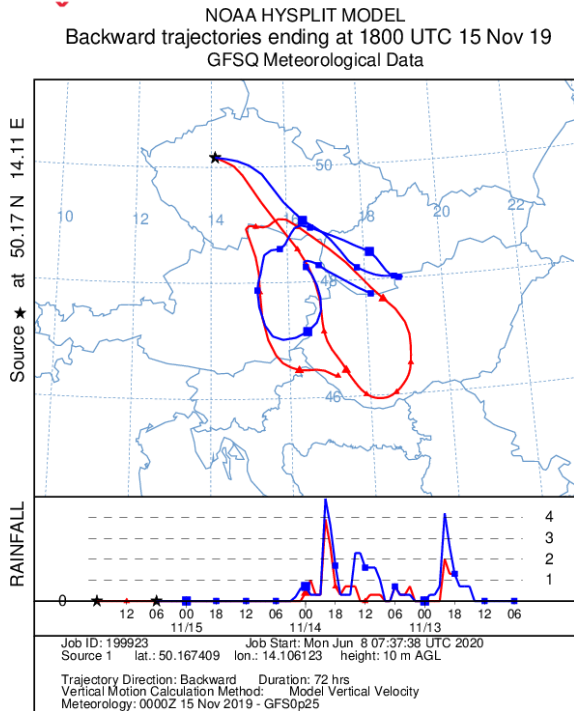 NOAA HYSPLIT MODEL
Backward trajectories ending at 1800 UTC 15 Nov 19
GFSQ Meteorological Data
Source ★ at 50.17 N 14.11 E
50
10 12 14 16 18 20 22
48
46
RAINFALL
4
3
2
1
0
12 06 00 18 12 06 00 18 12 06 00 18 12 06
11/15 11/14 11/13
Job ID: 199923 Job Start: Mon Jun 8 07:37:38 UTC 2020
Source 1 lat.: 50.167409 lon.: 14.106123 height: 10 m AGL
Trajectory Direction: Backward Duration: 72 hrs
Vertical Motion Calculation Method: Model Vertical Velocity
Meteorology: 0000Z 15 Nov 2019 - GFS0p25